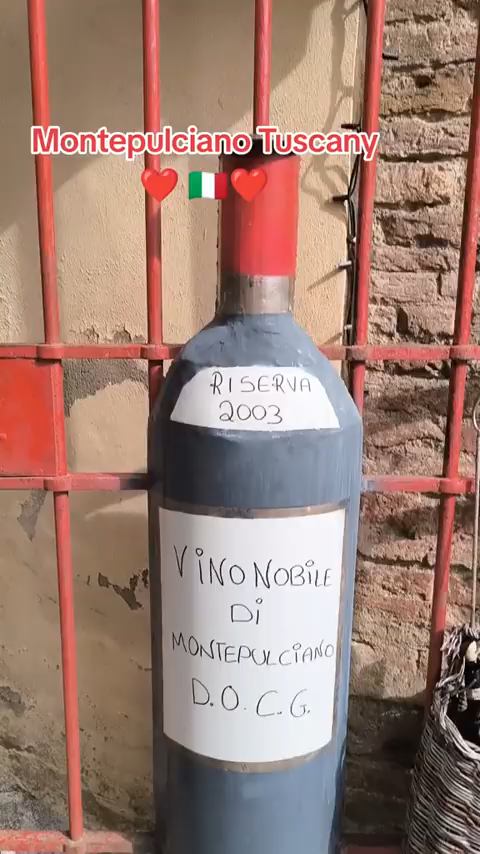 Montepulciano Tuscany
❤️ 🇮🇹 ❤️
RISERVA
2003
ViNO NOBiLE
Di
MONTEPULCiANO
D.O.C.G.